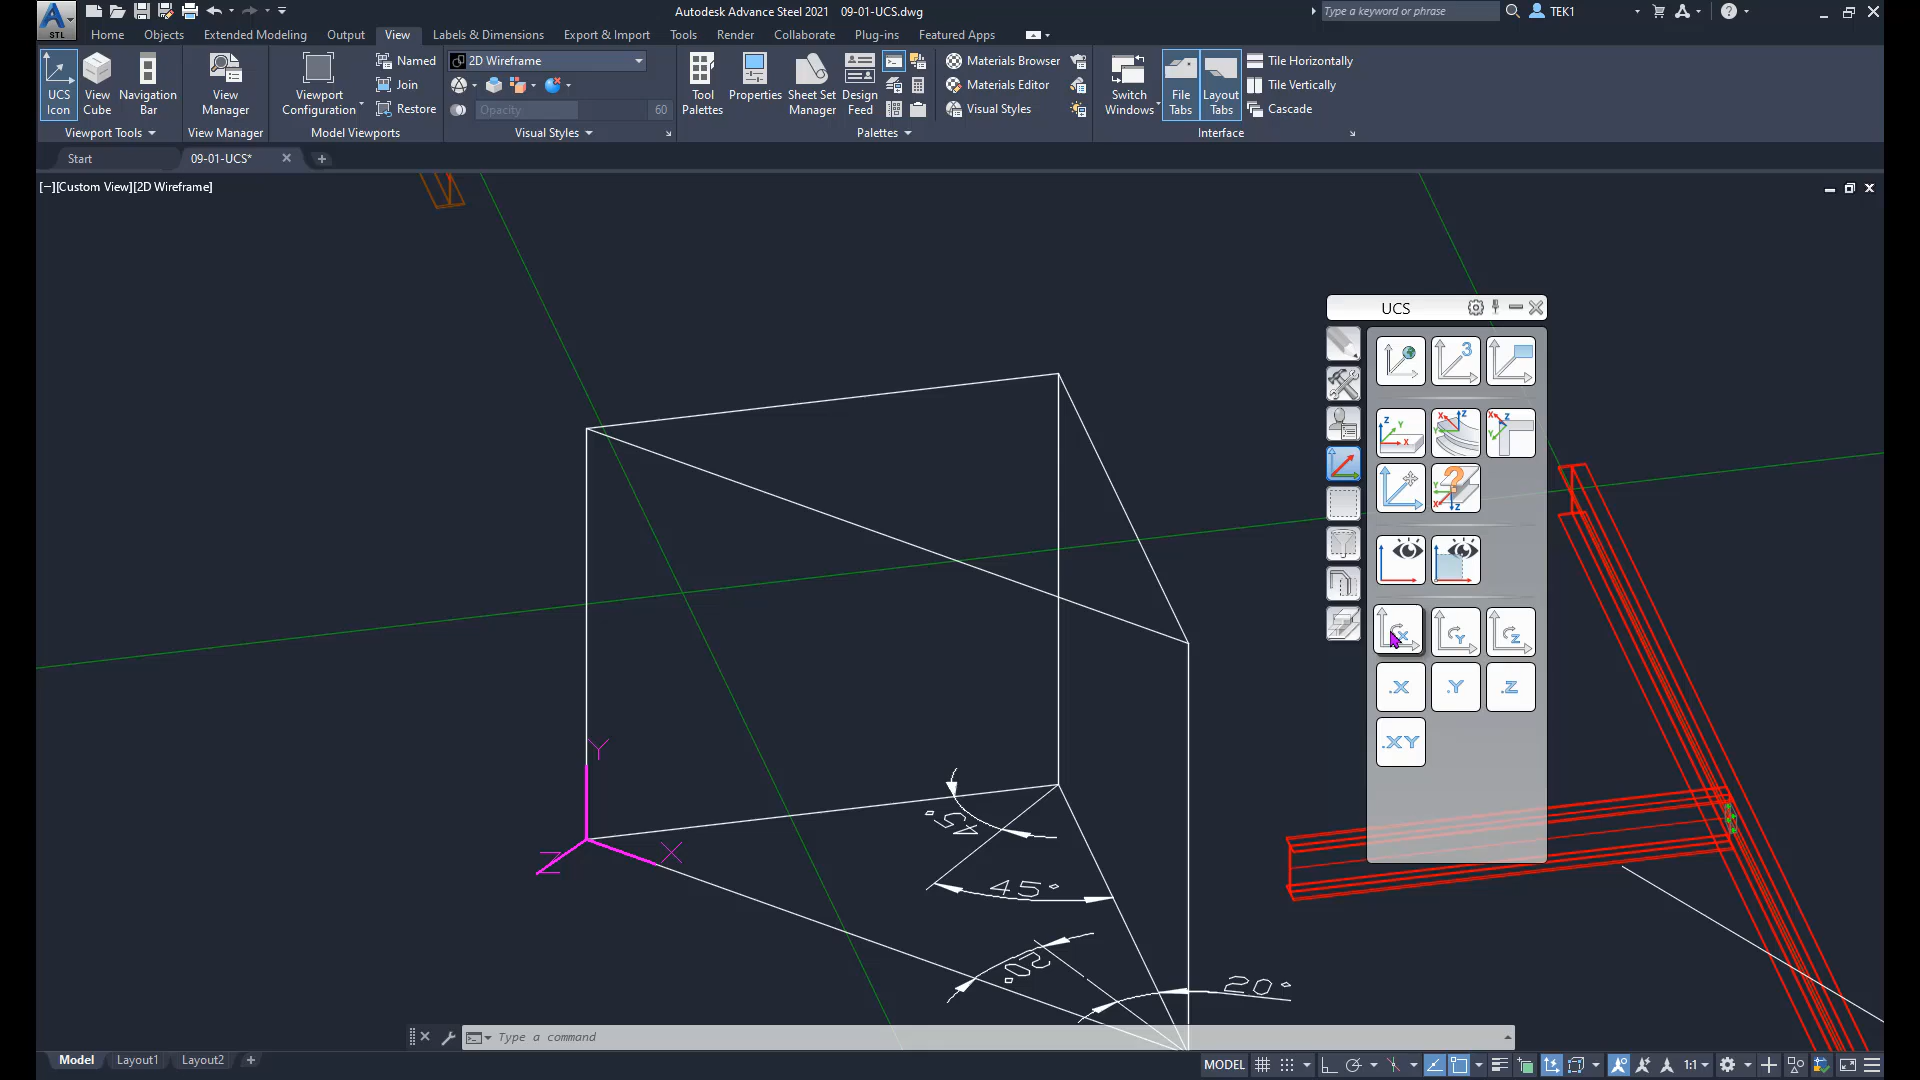 Autodesk Advance Steel 2021 09-01-UCS.dwg
Type a keyword or phrase
TEK1
STL
Home Objects Extended Modeling Output View Labels & Dimensions Export & Import Tools Render Collaborate Plug-ins Featured Apps
UCS Icon
View Cube
Navigation Bar
Viewport Tools
View Manager
View Manager
Viewport Configuration
Named
Join
Restore
Model Viewports
2D Wireframe
Opacity 60
Visual Styles
Tool Palettes
Properties
Sheet Set Manager
Design Feed
Materials Browser
Materials Editor
Visual Styles
Palettes
Switch Windows
File Tabs
Layout Tabs
Tile Horizontally
Tile Vertically
Cascade
Interface
Start
09-01-UCS*
[−][Custom View][2D Wireframe]
UCS
3
Z Y X
X Z Y
X Z Y
? Y X Z
X
Y
Z
.X
.Y
.Z
.XY
Y
X
Z
45°
45°
20°
20°
Type a command
Model Layout1 Layout2
MODEL
1:1